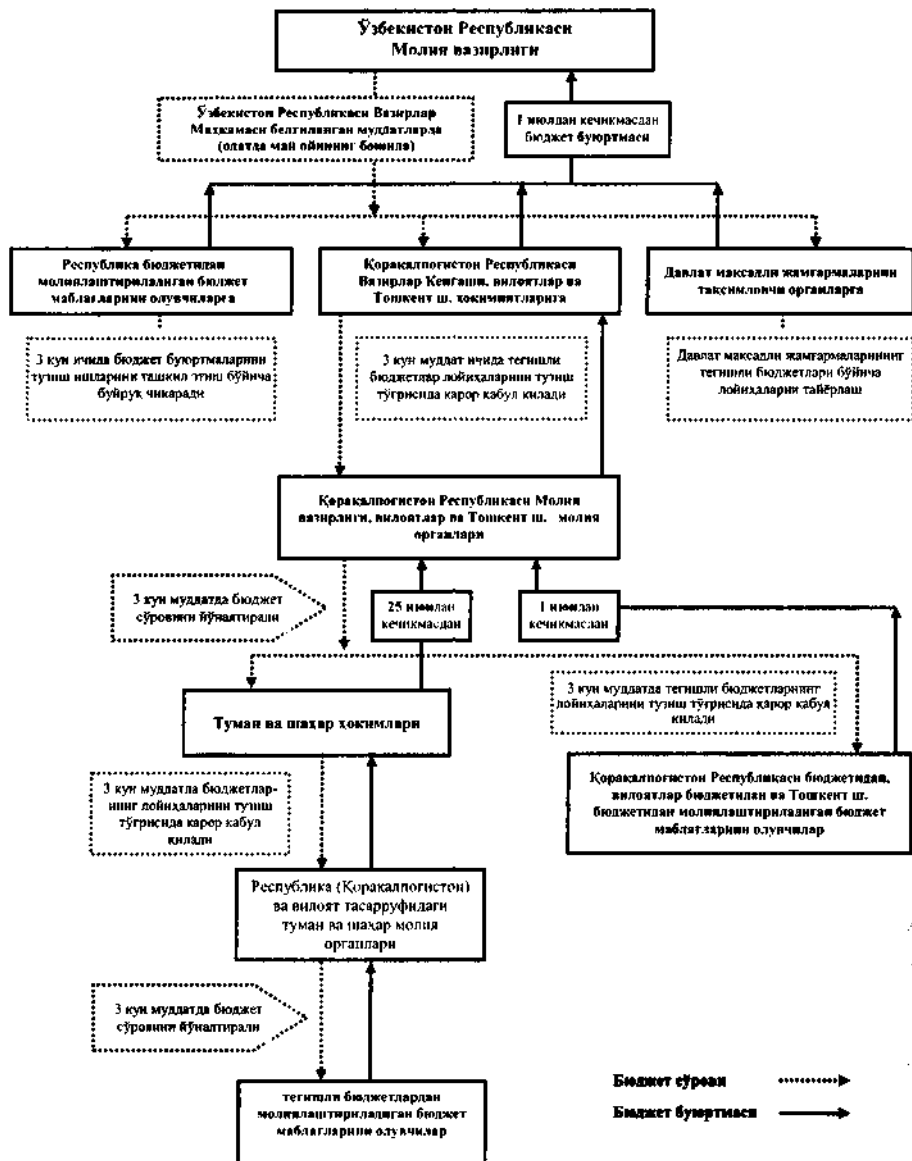 Ўзбекистон Республикаси
Молия вазирлиги
Ўзбекистон Республикаси Вазирлар
Маҳкамаси белгиланган муддатларда
(одатда май ойининг бошида)
1 июлдан кечикмасдан
бюджет буюртмаси
Республика бюджетидан
молиялаштириладиган бюджет
маблағларини олувчиларга
Қорақалпоғистон Республикаси
Вазирлар Кенгаши, вилоятлар ва
Тошкент ш. ҳокимиятларига
Давлат мақсадли жамғармаларини
тақсимловчи органларга
3 кун ичида бюджет буюртмаларини
тузиш ишларини ташкил этиш бўйича
буйруқ чиқаради
3 кун муддат ичида тегишли
бюджетлар лойиҳаларини тузиш
тўғрисида қарор қабул қилади
Давлат мақсадли жамғармаларининг
тегишли бюджетлари бўйича
лойиҳаларни тайёрлаш
Қорақалпоғистон Республикаси Молия
вазирлиги, вилоятлар ва Тошкент ш. молия
органлари
3 кун муддатда бюджет
сўровини йўналтиради
25 июндан
кечикмасдан
1 июндан
кечикмасдан
3 кун муддатда тегишли бюджетларнинг
лойиҳаларини тузиш тўғрисида қарор қабул
қилади
Туман ва шаҳар ҳокимлари
3 кун муддатда бюджетлар-
нинг лойиҳаларини тузиш
тўғрисида қарор қабул
қилади
Қорақалпоғистон Республикаси бюджетидан,
вилоятлар бюджетидан ва Тошкент ш.
бюджетидан молиялаштириладиган бюджет
маблағларини олувчилар
Республика (Қорақалпоғистон)
ва вилоят тасарруфидаги
туман ва шаҳар молия
органлари
3 кун муддатда бюджет
сўровини йўналтиради
тегишли бюджетлардан
молиялаштириладиган бюджет
маблағларини олувчилар
Бюджет сўрови
Бюджет буюртмаси